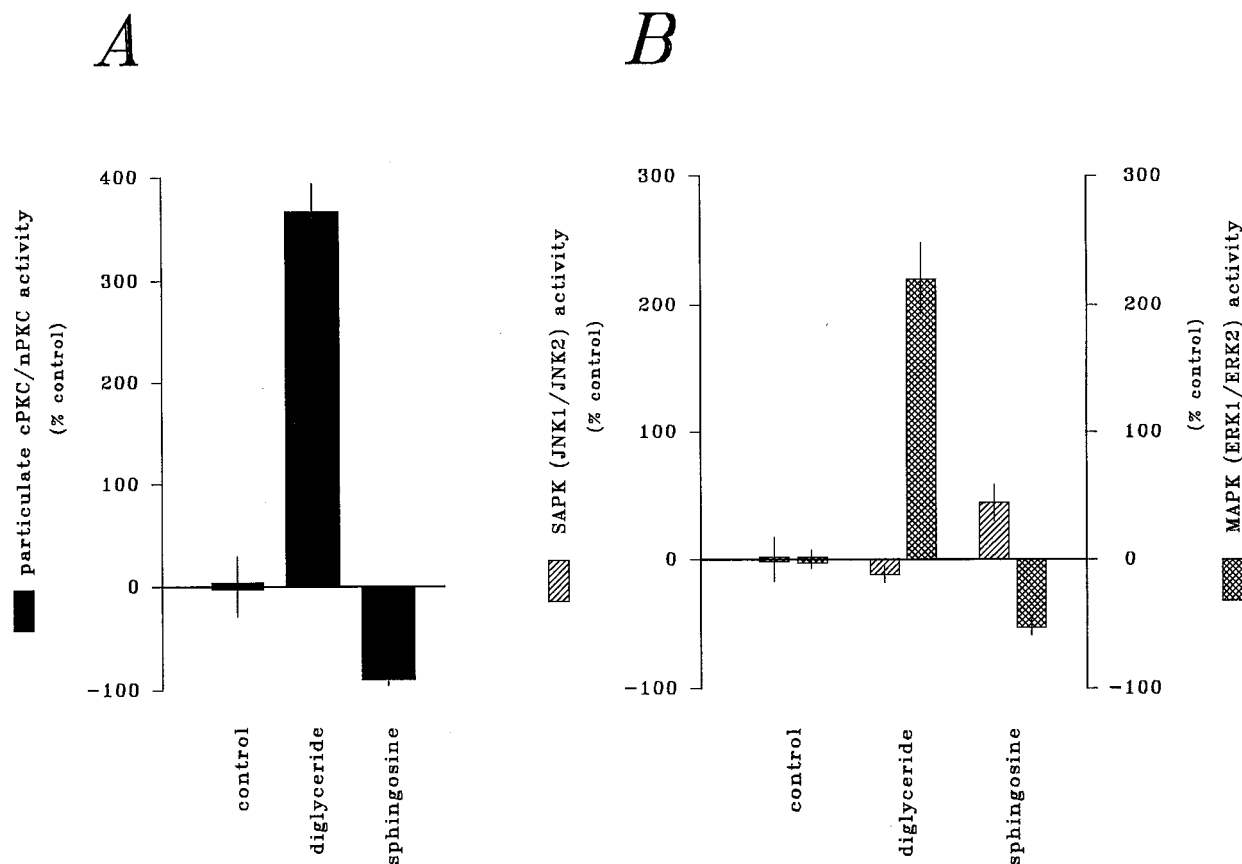 A
B
particulate cPKC/nPKC activity
(% control)
400
300
200
100
0
-100
control
diglyceride
sphingosine
SAPK (JNK1/JNK2) activity
(% control)
300
200
100
0
-100
control
diglyceride
sphingosine
300
200
100
0
-100
(% control)
MAPK (ERK1/ERK2) activity